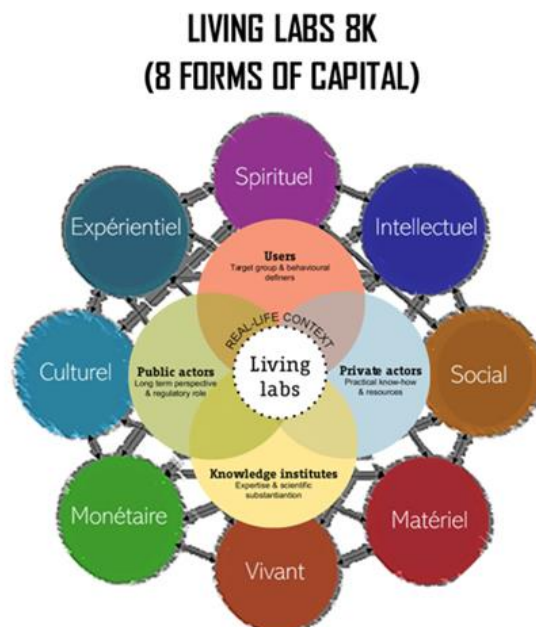 LIVING LABS 8K
(8 FORMS OF CAPITAL)
Spirituel
Expérientiel
Intellectuel
Users
Target group & behavioural
definers
REAL-LIFE CONTEXT
Culturel
Public actors
Long term perspective
& regulatory role
Living
labs
Private actors
Practical know-how
& resources
Social
Knowledge institutes
Expertise & scientific
substantiantion
Monétaire
Matériel
Vivant